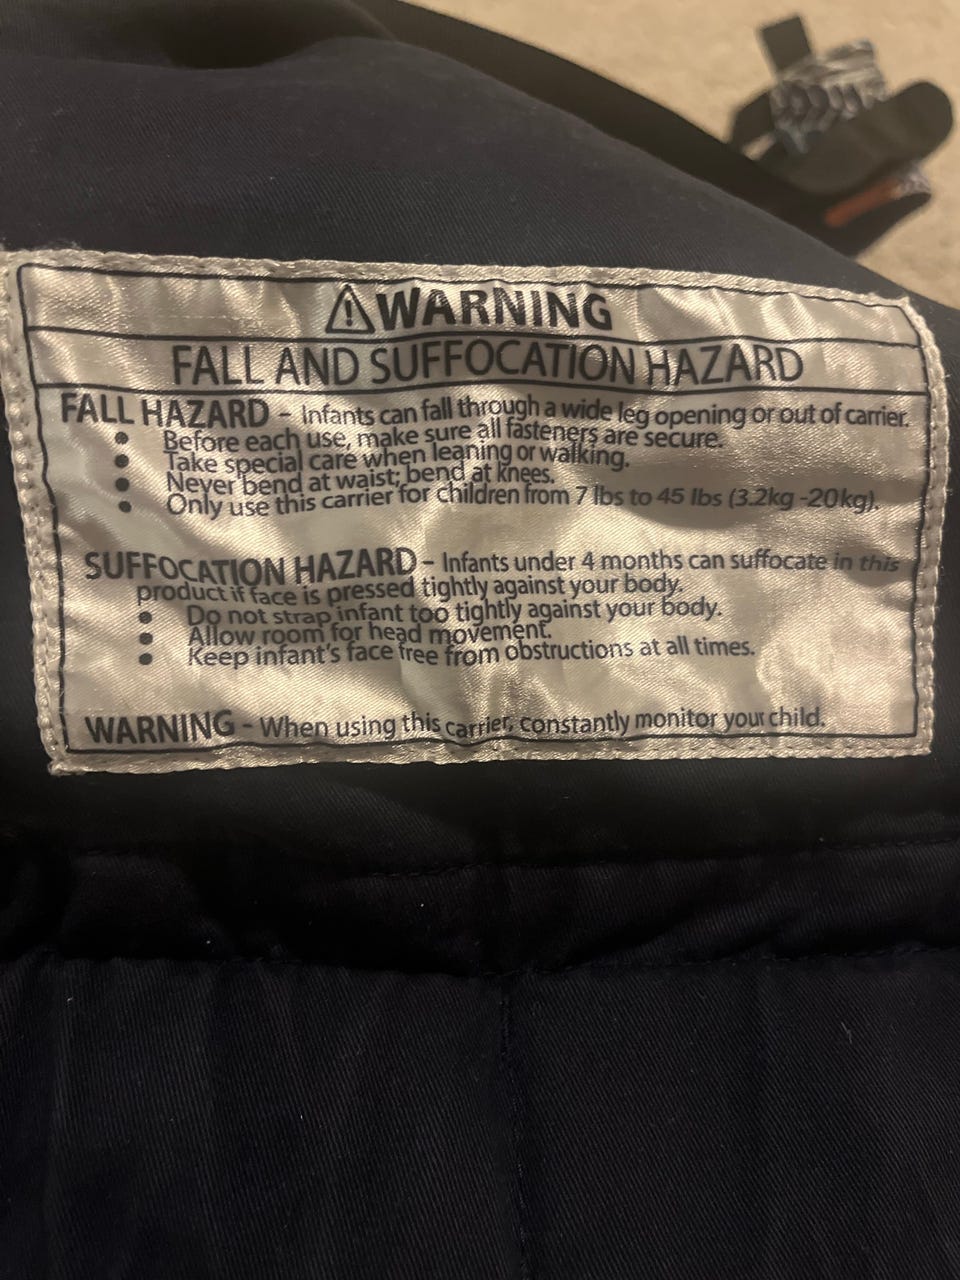 ⚠WARNING
FALL AND SUFFOCATION HAZARD
FALL HAZARD – Infants can fall through a wide leg opening or out of carrier.
• Before each use, make sure all fasteners are secure.
• Take special care when leaning or walking.
• Never bend at waist; bend at knees.
• Only use this carrier for children from 7 lbs to 45 lbs (3.2kg -20kg).
SUFFOCATION HAZARD – Infants under 4 months can suffocate in this
product if face is pressed tightly against your body.
• Do not strap infant too tightly against your body.
• Allow room for head movement.
• Keep infant's face free from obstructions at all times.
WARNING - When using this carrier, constantly monitor your child.